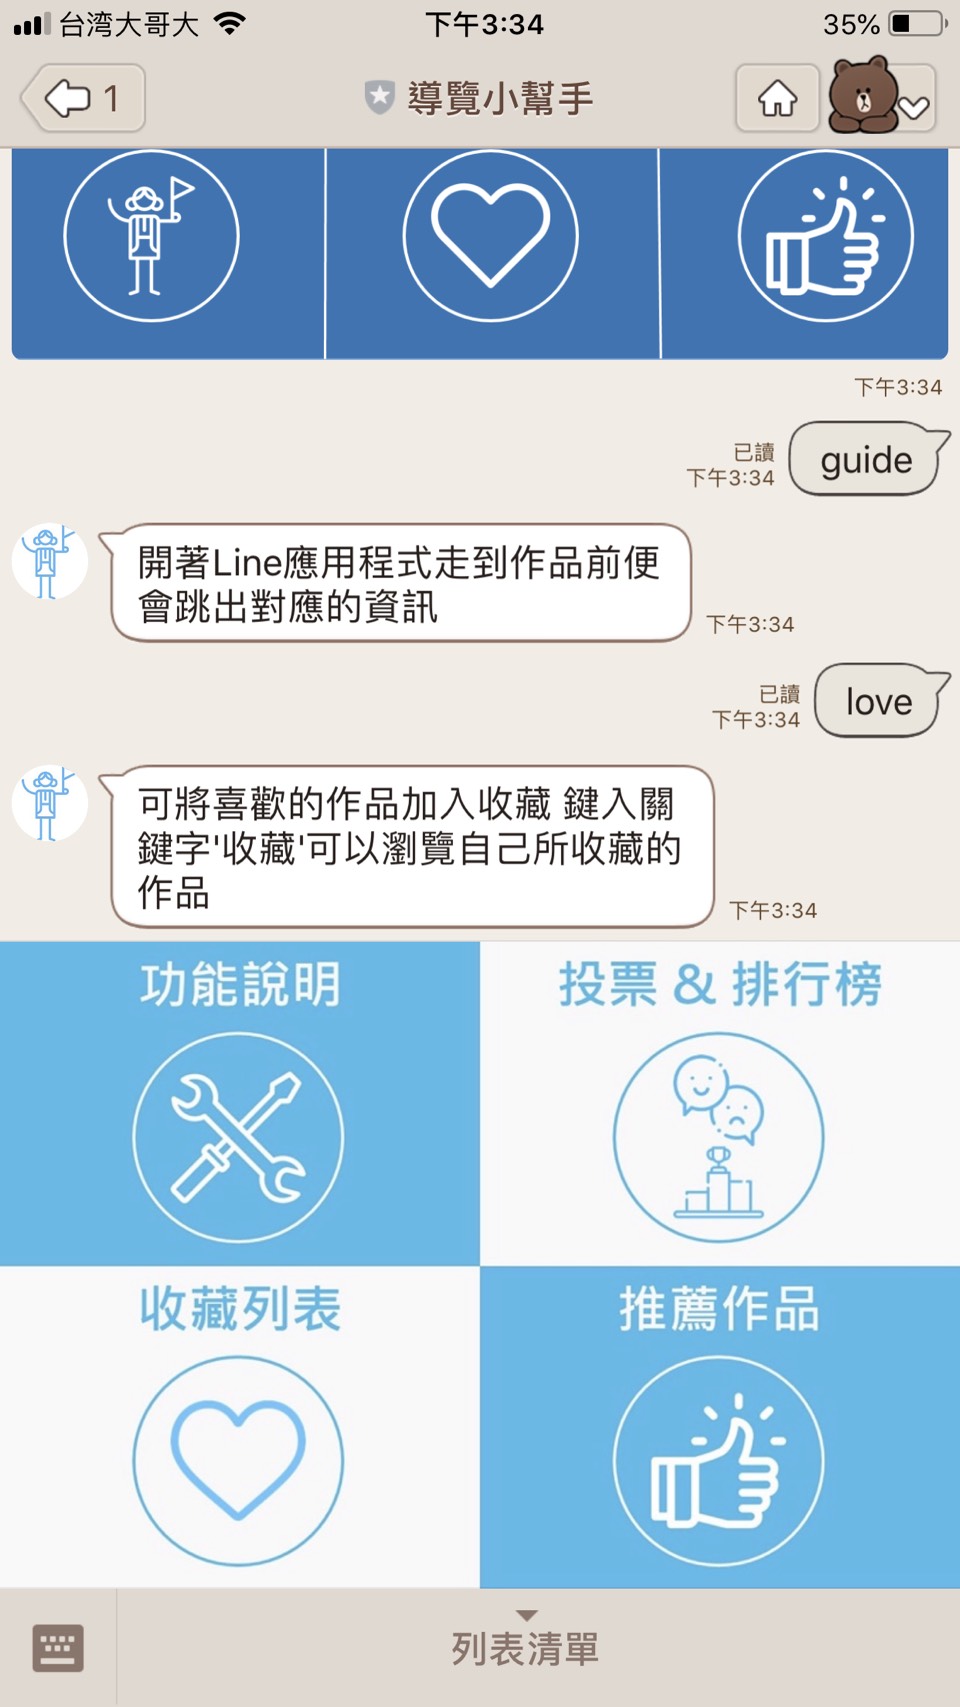 台湾大哥大
下午3:34
35%
1
導覽小幫手
下午3:34
已讀
下午3:34
guide
開著Line應用程式走到作品前便
會跳出對應的資訊
下午3:34
已讀
下午3:34
love
可將喜歡的作品加入收藏 鍵入關
鍵字'收藏'可以瀏覽自己所收藏的
作品
下午3:34
功能說明
投票 & 排行榜
收藏列表
推薦作品
列表清單